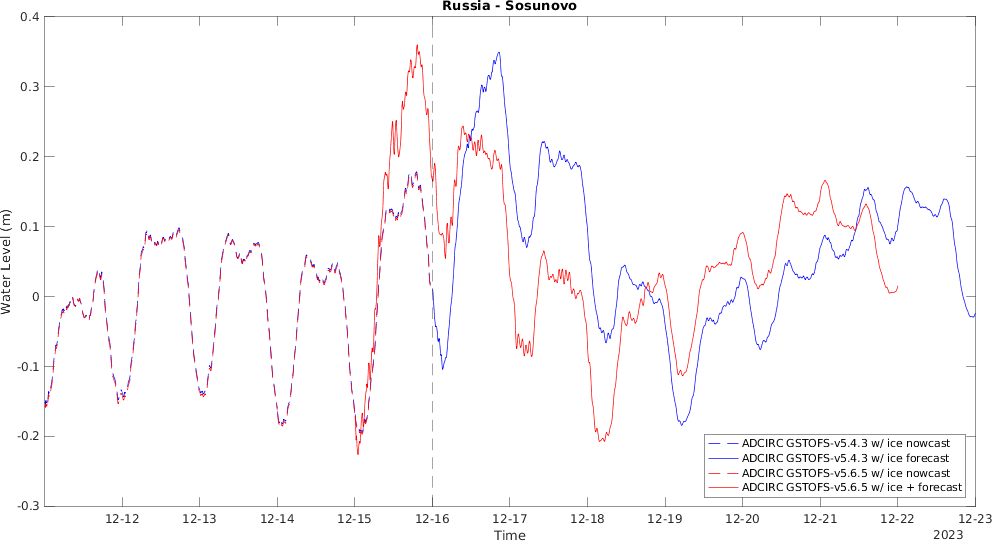 Russia - Sosunovo
0.4
0.3
0.2
0.1
0
-0.1
-0.2
-0.3
Water Level (m)
12-12 12-13 12-14 12-15 12-16 12-17 12-18 12-19 12-20 12-21 12-22 12-23
Time
2023
ADCIRC GSTOFS-v5.4.3 w/ ice nowcast
ADCIRC GSTOFS-v5.4.3 w/ ice forecast
ADCIRC GSTOFS-v5.6.5 w/ ice nowcast
ADCIRC GSTOFS-v5.6.5 w/ ice + forecast